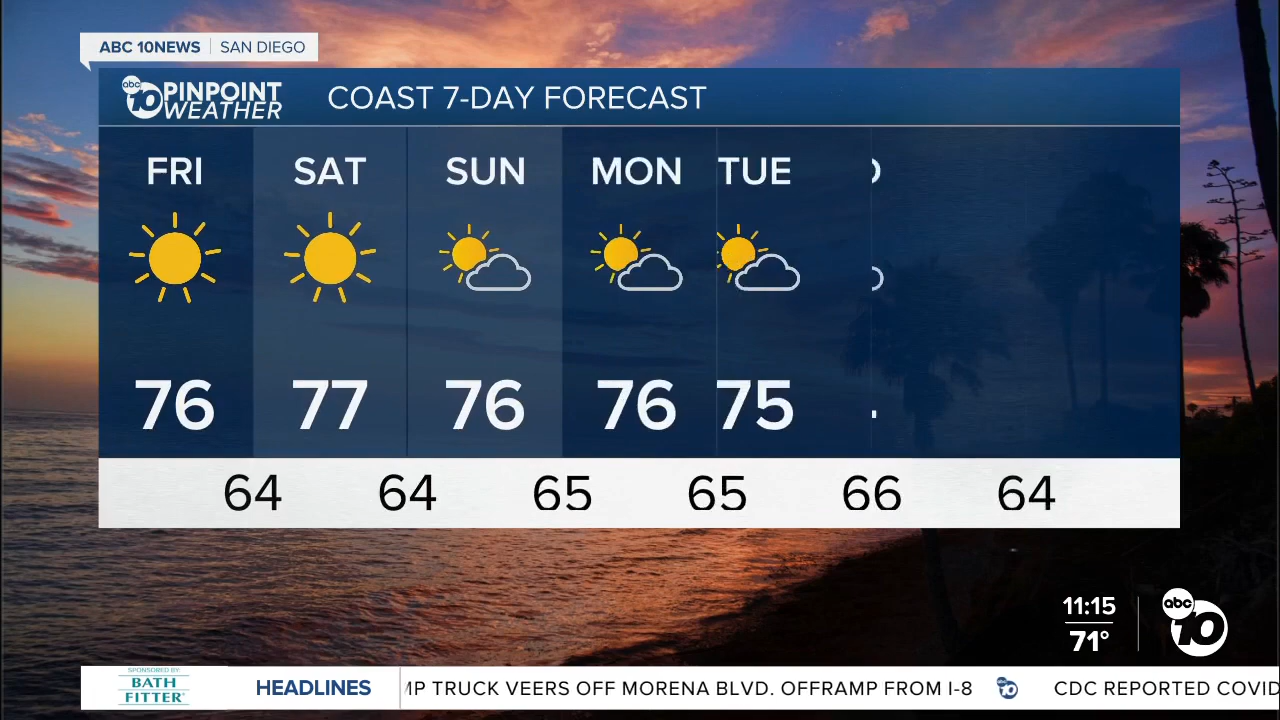 ABC 10NEWS | SAN DIEGO
abc 10 PINPOINT WEATHER
COAST 7-DAY FORECAST
FRI SAT SUN MON TUE
76 77 76 76 75
64 64 65 65 66 64
11:15
71°
abc 10
SPONSORED BY:
BATH
FITTER®
HEADLINES
MP TRUCK VEERS OFF MORENA BLVD. OFFRAMP FROM I-8 abc 10 CDC REPORTED COVID